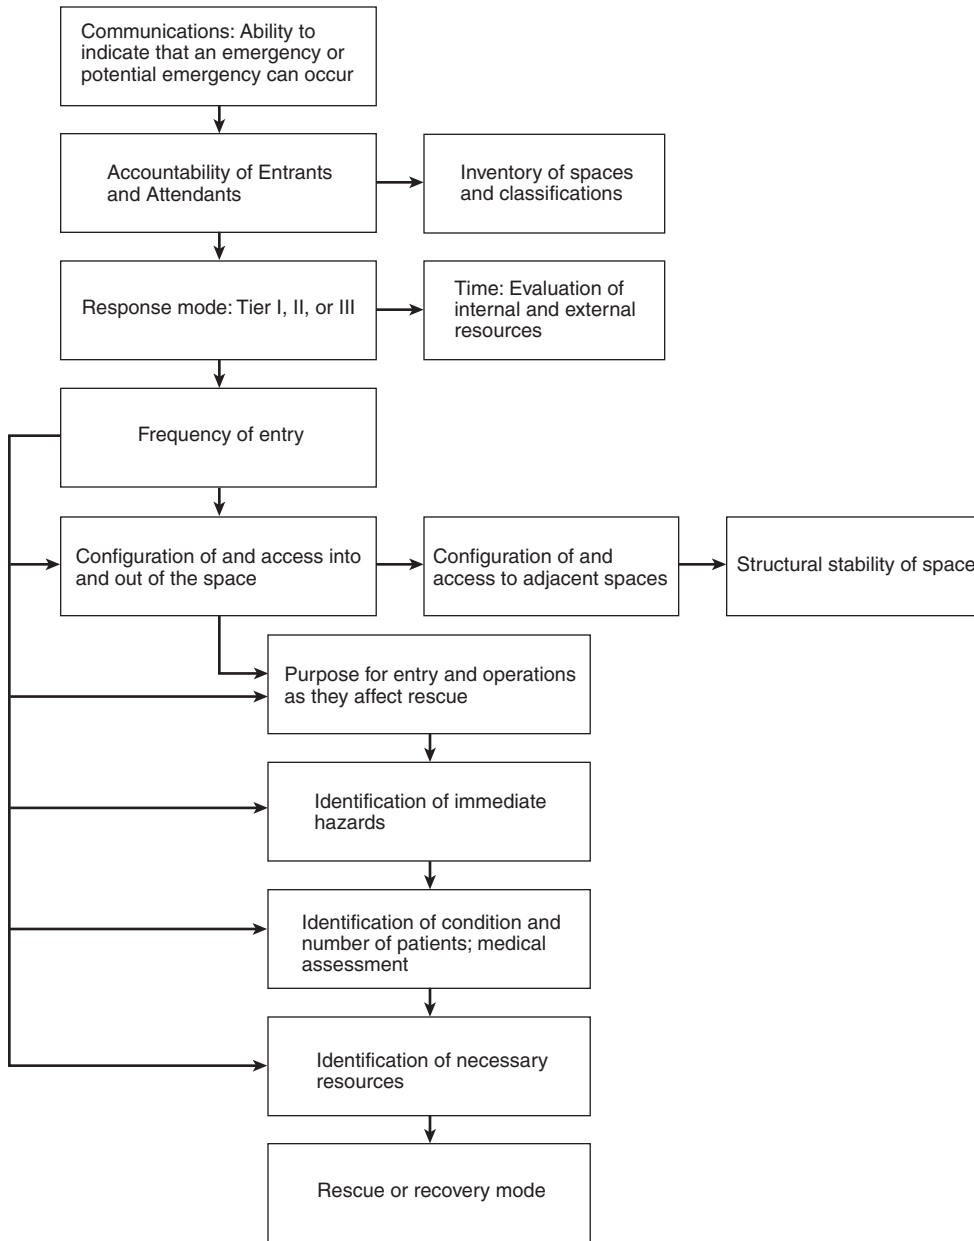 Communications: Ability to
indicate that an emergency or
potential emergency can occur
Accountability of Entrants
and Attendants
Inventory of spaces
and classifications
Response mode: Tier I, II, or III
Time: Evaluation of
internal and external
resources
Frequency of entry
Configuration of and access into
and out of the space
Configuration of and
access to adjacent spaces
Structural stability of space
Purpose for entry and operations
as they affect rescue
Identification of immediate
hazards
Identification of condition and
number of patients; medical
assessment
Identification of necessary
resources
Rescue or recovery mode